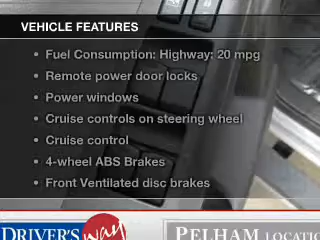 VEHICLE FEATURES
• Fuel Consumption: Highway: 20 mpg
• Remote power door locks
• Power windows
• Cruise controls on steering wheel
• Cruise control
• 4-wheel ABS Brakes
• Front Ventilated disc brakes
DRIVER'S way
PELHAM LOCATIO